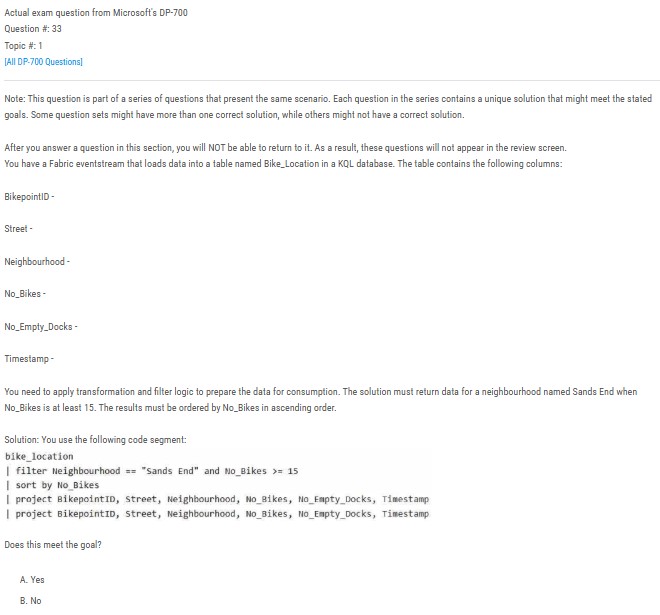 Actual exam question from Microsoft's DP-700
Question #: 33
Topic #: 1
[All DP-700 Questions]
Note: This question is part of a series of questions that present the same scenario. Each question in the series contains a unique solution that might meet the stated
goals. Some question sets might have more than one correct solution, while others might not have a correct solution.
After you answer a question in this section, you will NOT be able to return to it. As a result, these questions will not appear in the review screen.
You have a Fabric eventstream that loads data into a table named Bike_Location in a KQL database. The table contains the following columns:
BikepointID -
Street -
Neighbourhood -
No_Bikes -
No_Empty_Docks -
Timestamp -
You need to apply transformation and filter logic to prepare the data for consumption. The solution must return data for a neighbourhood named Sands End when
No_Bikes is at least 15. The results must be ordered by No_Bikes in ascending order.
Solution: You use the following code segment:
bike_location
| filter Neighbourhood == "Sands End" and No_Bikes >= 15
| sort by No_Bikes
| project BikepointID, Street, Neighbourhood, No_Bikes, No_Empty_Docks, Timestamp
| project BikepointID, Street, Neighbourhood, No_Bikes, No_Empty_Docks, Timestamp
Does this meet the goal?
A. Yes
B. No